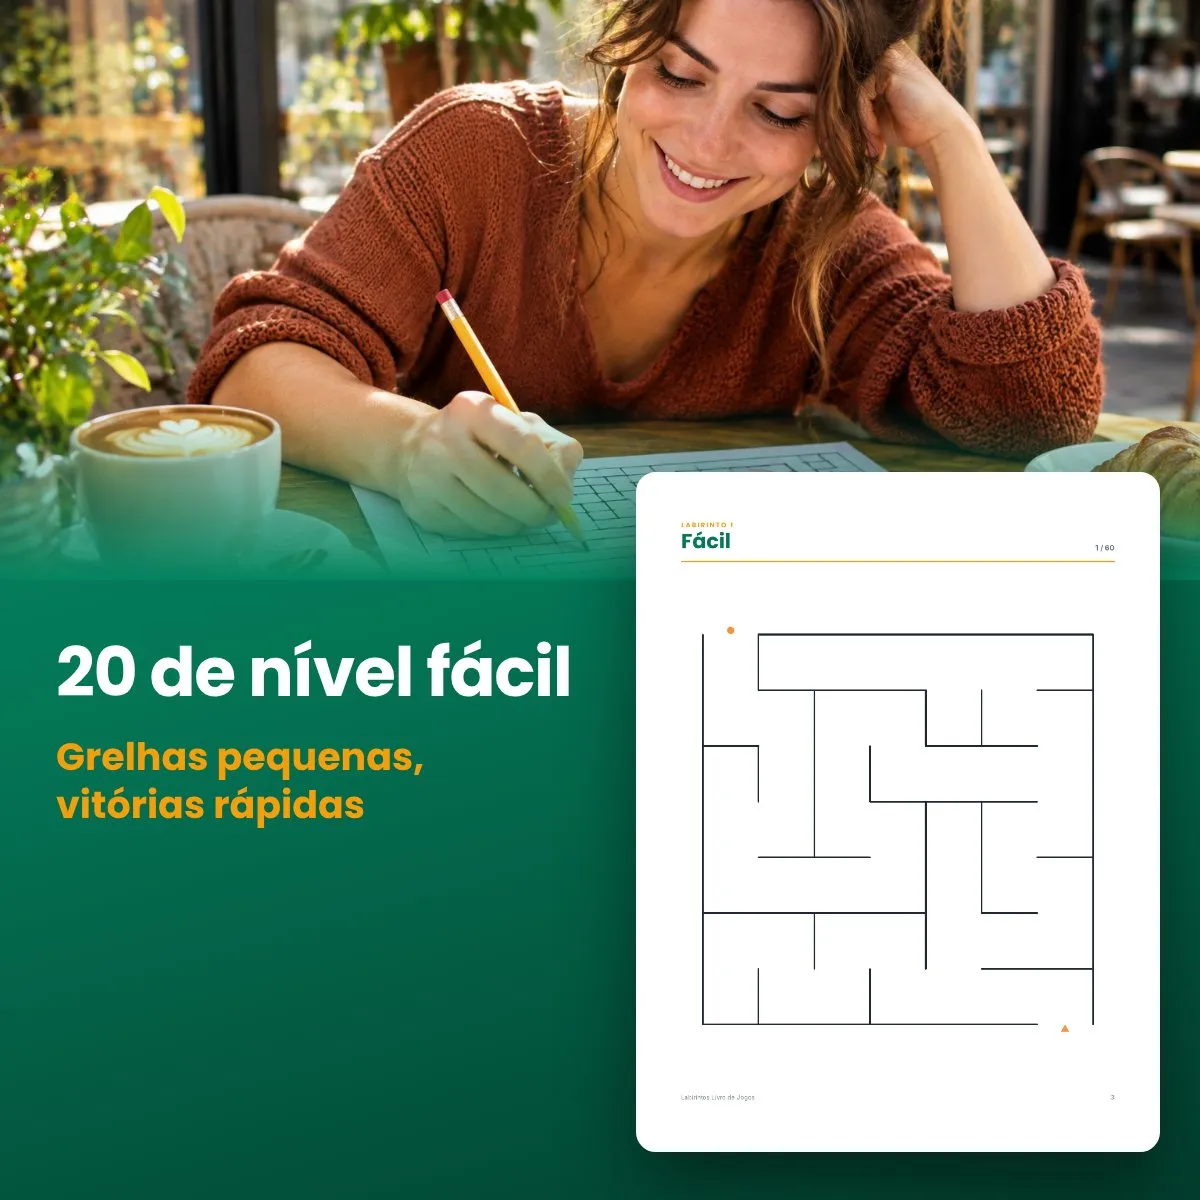 20 de nível fácil
Grelhas pequenas,
vitórias rápidas
LABIRINTO 1
Fácil
1 / 60
Labirintos Livro de Jogos
3